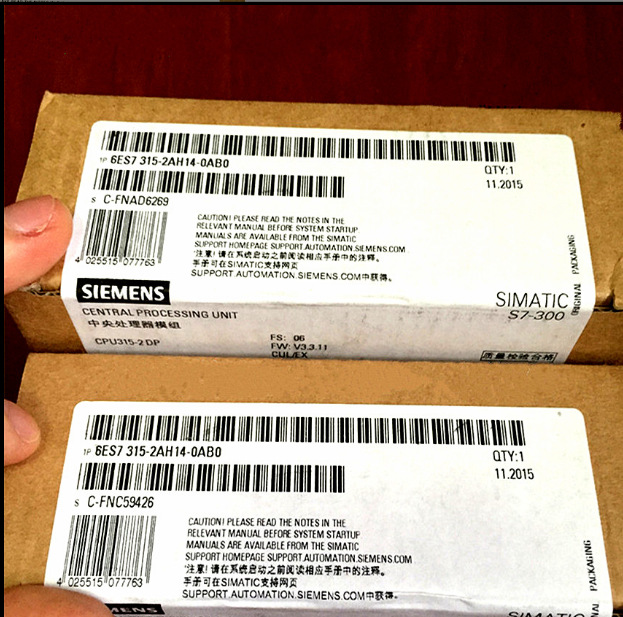 1P 6ES7 315-2AH14-0AB0
QTY:1
11.2015
S C-FNAD6269
CAUTION! PLEASE READ THE NOTES IN THE
RELEVANT MANUAL BEFORE SYSTEM STARTUP
MANUALS ARE AVAILABLE FROM THE SIMATIC
SUPPORT HOMEPAGE SUPPORT.AUTOMATION.SIEMENS.COM
注意!请在系统启动之前阅读相应手册中的注释。
手册可在SIMATIC支持网页
SUPPORT.AUTOMATION.SIEMENS.COM中获得。
4 025515 077763
ORIGINAL PACKAGING
SIEMENS
SIMATIC
S7-300
CENTRAL PROCESSING UNIT
中央处理器模组
CPU315-2 DP
FS: 06
FW: V3.3.11
CUL/EX
质量检验合格
1P 6ES7 315-2AH14-0AB0
QTY:1
11.2015
S C-FNC59426
CAUTION! PLEASE READ THE NOTES IN THE
RELEVANT MANUAL BEFORE SYSTEM STARTUP
MANUALS ARE AVAILABLE FROM THE SIMATIC
SUPPORT HOMEPAGE SUPPORT.AUTOMATION.SIEMENS.COM
注意!请在系统启动之前阅读相应手册中的注释。
手册可在SIMATIC支持网页
SUPPORT.AUTOMATION.SIEMENS.COM中获得。
4 025515 077763
NAL PACKAGING
MENS
SIMATIC